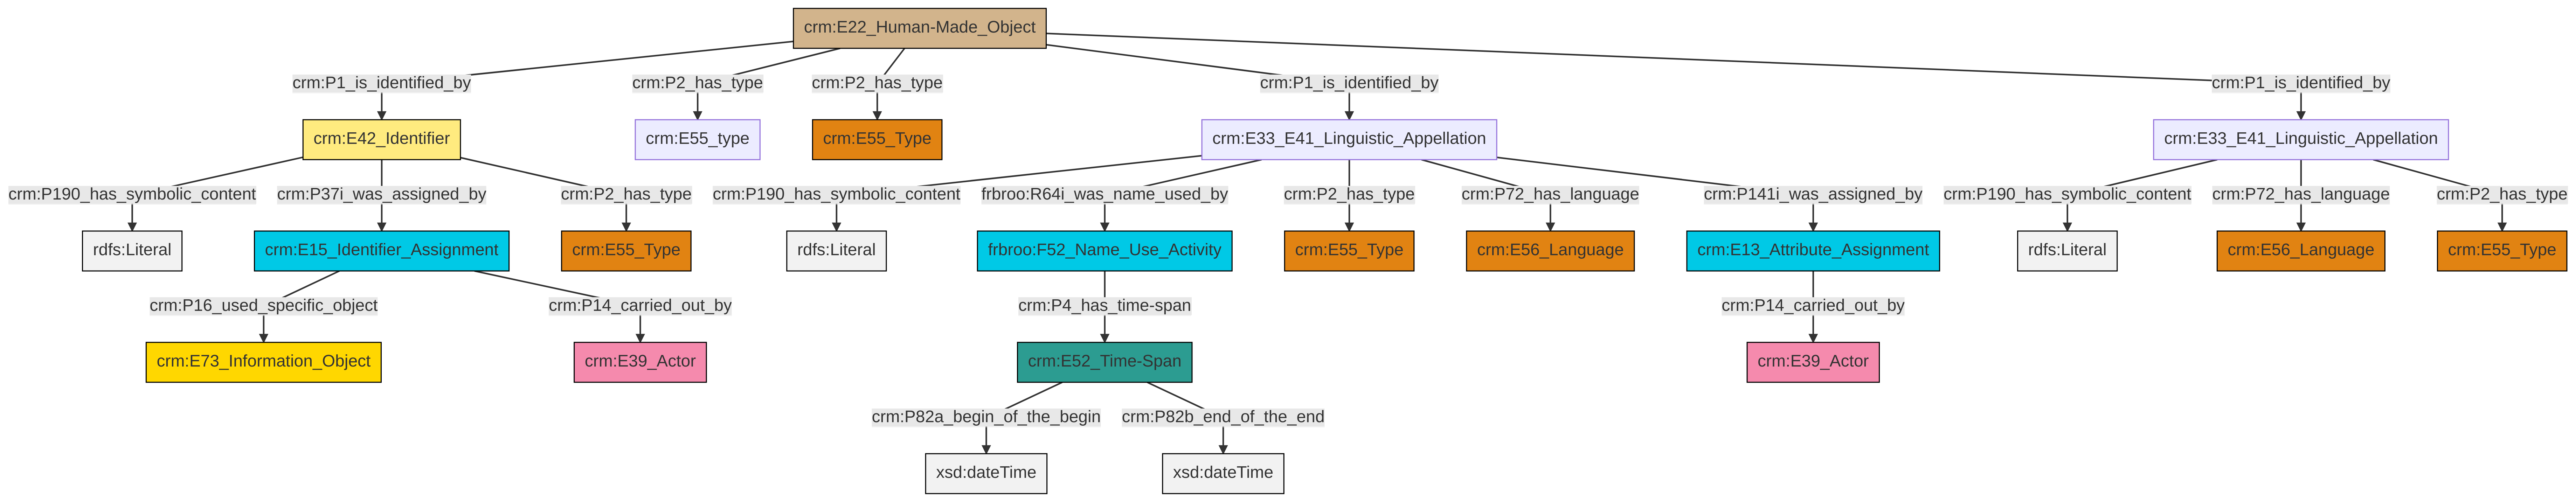 crm:E22_Human-Made_Object
crm:P1_is_identified_by
crm:P2_has_type
crm:P2_has_type
crm:P1_is_identified_by
crm:P1_is_identified_by
crm:E42_Identifier
crm:E55_type
crm:E55_Type
crm:E33_E41_Linguistic_Appellation
crm:E33_E41_Linguistic_Appellation
crm:P190_has_symbolic_content
crm:P37i_was_assigned_by
crm:P2_has_type
crm:P190_has_symbolic_content
frbroo:R64i_was_name_used_by
crm:P2_has_type
crm:P72_has_language
crm:P141i_was_assigned_by
crm:P190_has_symbolic_content
crm:P72_has_language
crm:P2_has_type
rdfs:Literal
crm:E15_Identifier_Assignment
crm:E55_Type
rdfs:Literal
frbroo:F52_Name_Use_Activity
crm:E55_Type
crm:E56_Language
crm:E13_Attribute_Assignment
rdfs:Literal
crm:E56_Language
crm:E55_Type
crm:P16_used_specific_object
crm:P14_carried_out_by
crm:P4_has_time-span
crm:P14_carried_out_by
crm:E73_Information_Object
crm:E39_Actor
crm:E52_Time-Span
crm:E39_Actor
crm:P82a_begin_of_the_begin
crm:P82b_end_of_the_end
xsd:dateTime
xsd:dateTime